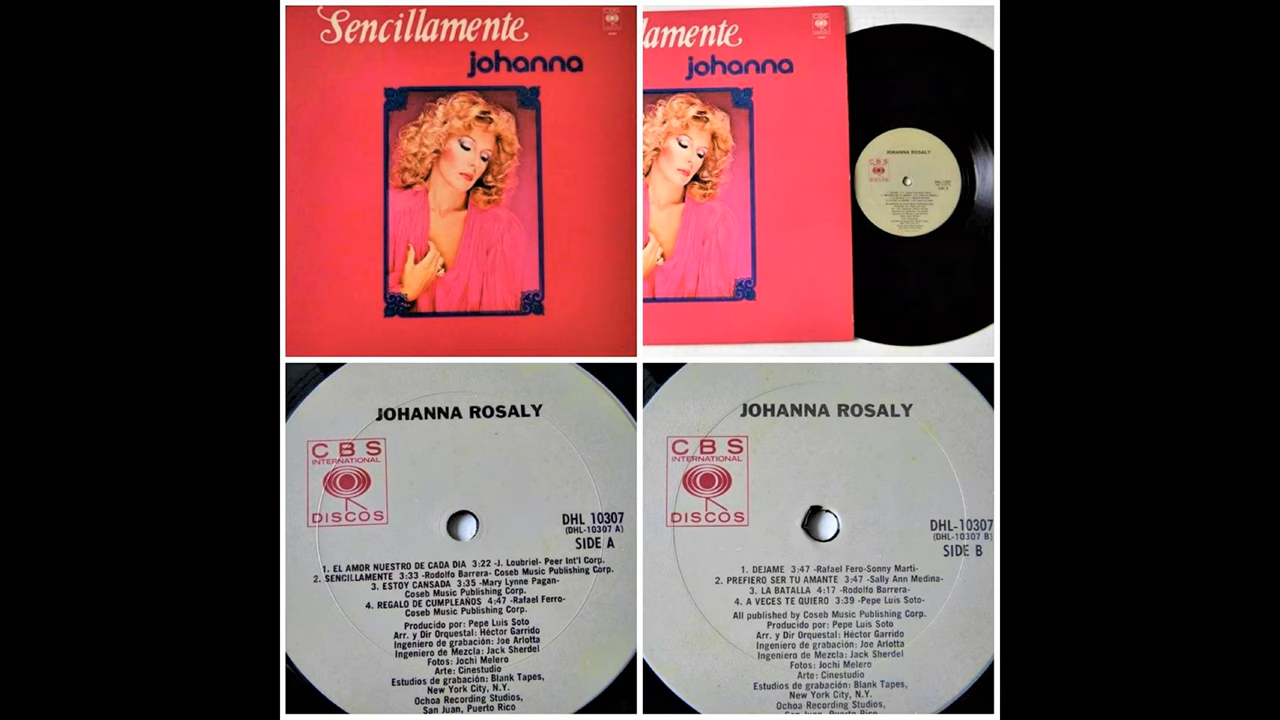 Sencillamente
johanna
CBS
lamente
johanna
CBS
JOHANNA ROSALY
CBS
JOHANNA ROSALY
CBS
INTERNATIONAL
DISCOS
DHL 10307
(DHL-10307 A)
SIDE A
1. EL AMOR NUESTRO DE CADA DIA 3:22 -J. Loubriel- Peer Int'l Corp.
2. SENCILLAMENTE 3:33 -Rodolfo Barrera- Coseb Music Publishing Corp.
3. ESTOY CANSADA 3:35 -Mary Lynne Pagan-
Coseb Music Publishing Corp.
4. REGALO DE CUMPLEAÑOS 4:47 -Rafael Ferro-
Coseb Music Publishing Corp.
Producido por: Pepe Luis Soto
Arr. y Dir Orquestal: Héctor Garrido
Ingeniero de grabación: Joe Arlotta
Ingeniero de Mezcla: Jack Sherdel
Fotos: Jochi Melero
Arte: Cinestudio
Estudios de grabación: Blank Tapes,
New York City, N.Y.
Ochoa Recording Studios,
San Juan, Puerto Rico
JOHANNA ROSALY
CBS
INTERNATIONAL
DISCOS
DHL-10307
(DHL-10307 B)
SIDE B
1. DEJAME 3:47 -Rafael Fero-Sonny Marti-
2. PREFIERO SER TU AMANTE 3:47 -Sally Ann Medina-
3. LA BATALLA 4:17 -Rodolfo Barrera-
4. A VECES TE QUIERO 3:39 -Pepe Luis Soto-
All published by Coseb Music Publishing Corp.
Producido por: Pepe Luis Soto
Arr. y Dir Orquestal: Héctor Garrido
Ingeniero de grabación: Joe Arlotta
Ingeniero de Mezcla: Jack Sherdel
Fotos: Jochi Melero
Arte: Cinestudio
Estudios de grabación: Blank Tapes,
New York City, N.Y.
Ochoa Recording Studios,
San Juan, Puerto Rico